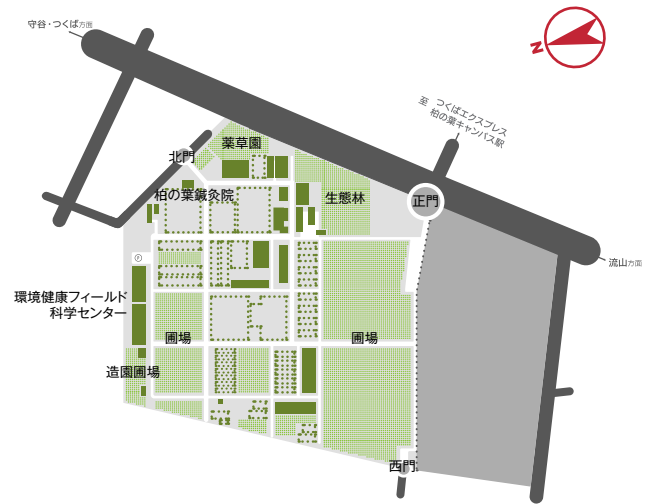 守谷・つくば方面
N
至 つくばエクスプレス
柏の葉キャンパス駅
薬草園
北門
柏の葉鍼灸院
生態林
正門
流山方面
環境健康フィールド
科学センター
圃場
圃場
造園圃場
西門